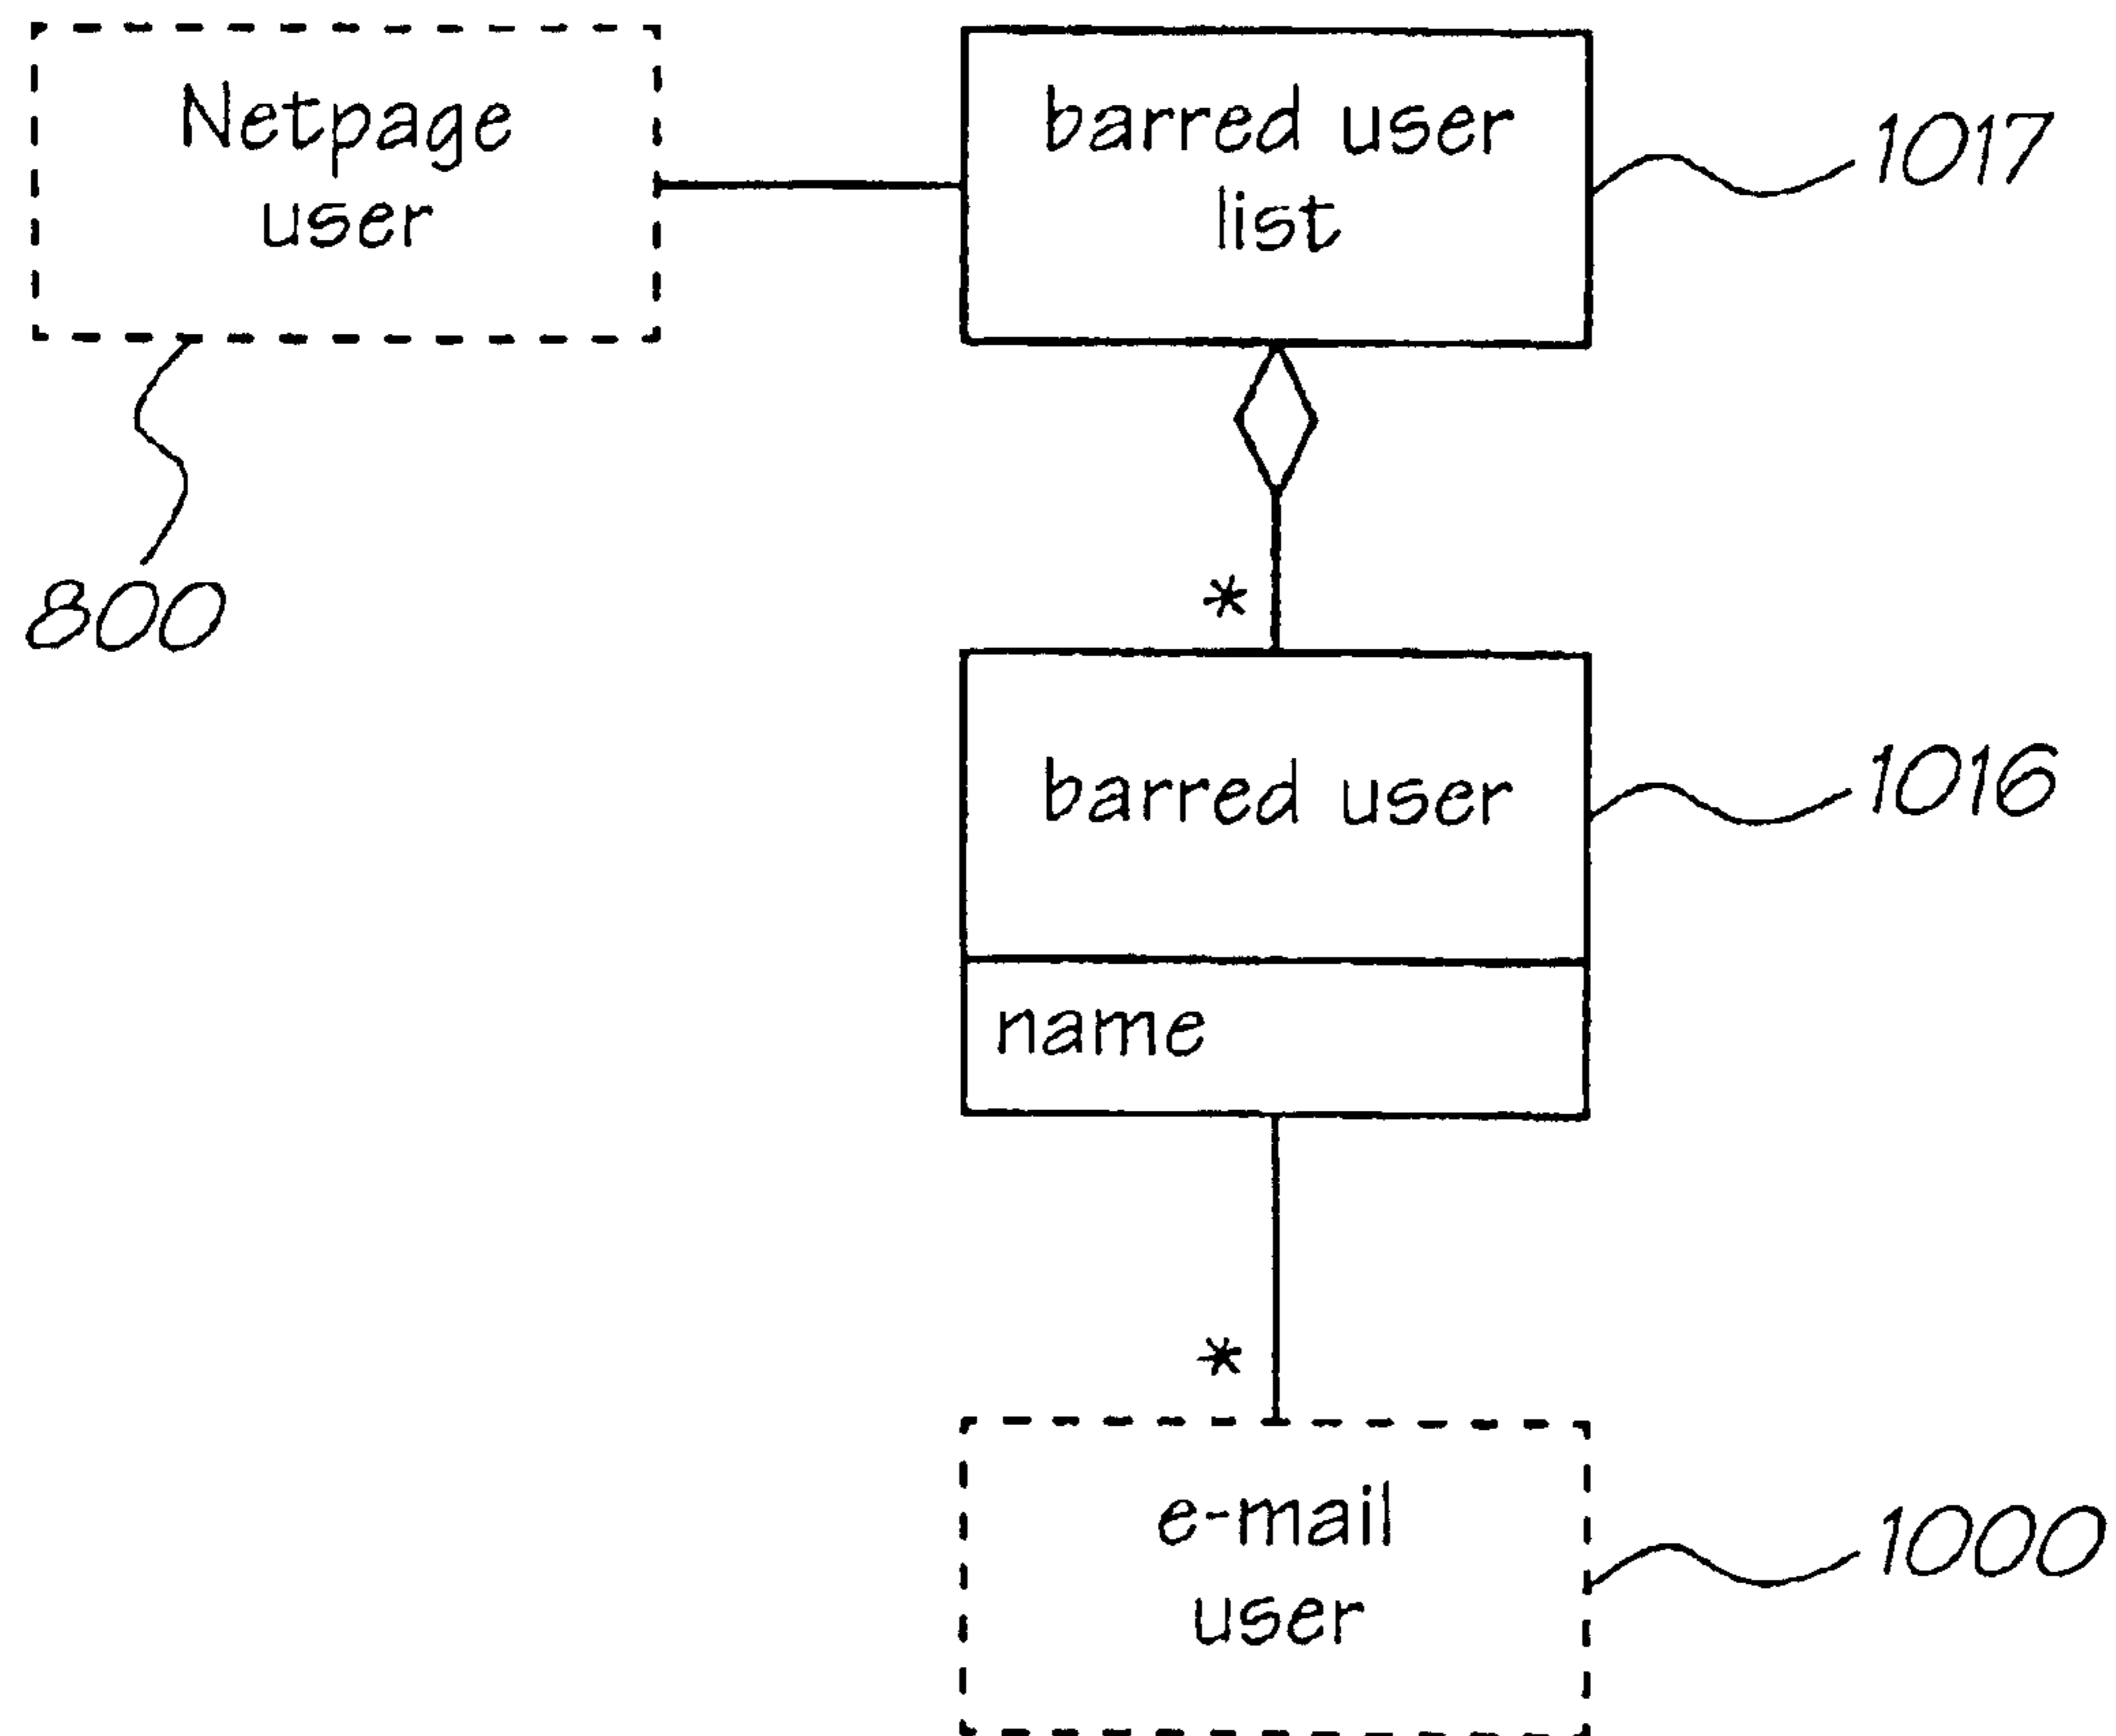 Netpage
user
barred user
list
1017
800
*
barred user
1016
name
*
e-mail
user
1000